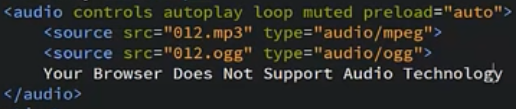 <audio controls autoplay loop muted preload="auto">
<source src="012.mp3" type="audio/mpeg">
<source src="012.ogg" type="audio/ogg">
Your Browser Does Not Support Audio Technology
</audio>